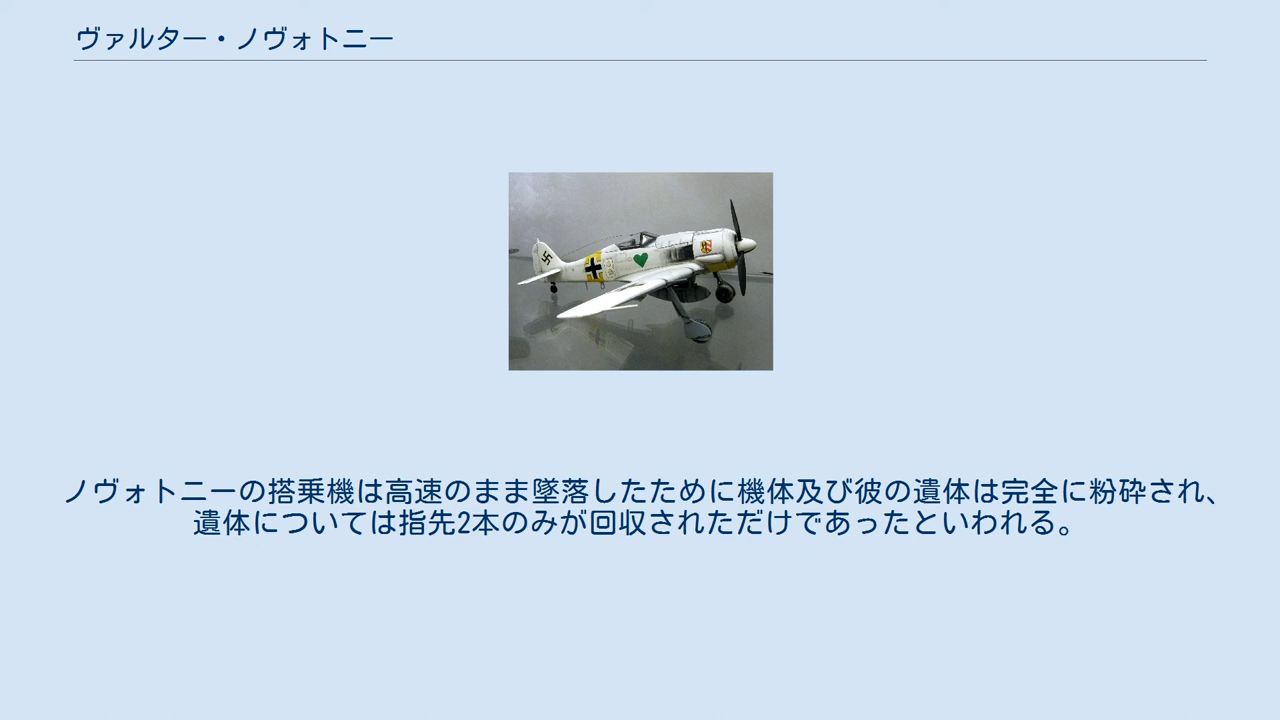 ヴァルター・ノヴォトニー
ノヴォトニーの搭乗機は高速のまま墜落したために機体及び彼の遺体は完全に粉砕され、
遺体については指先2本のみが回収されただけであったといわれる。